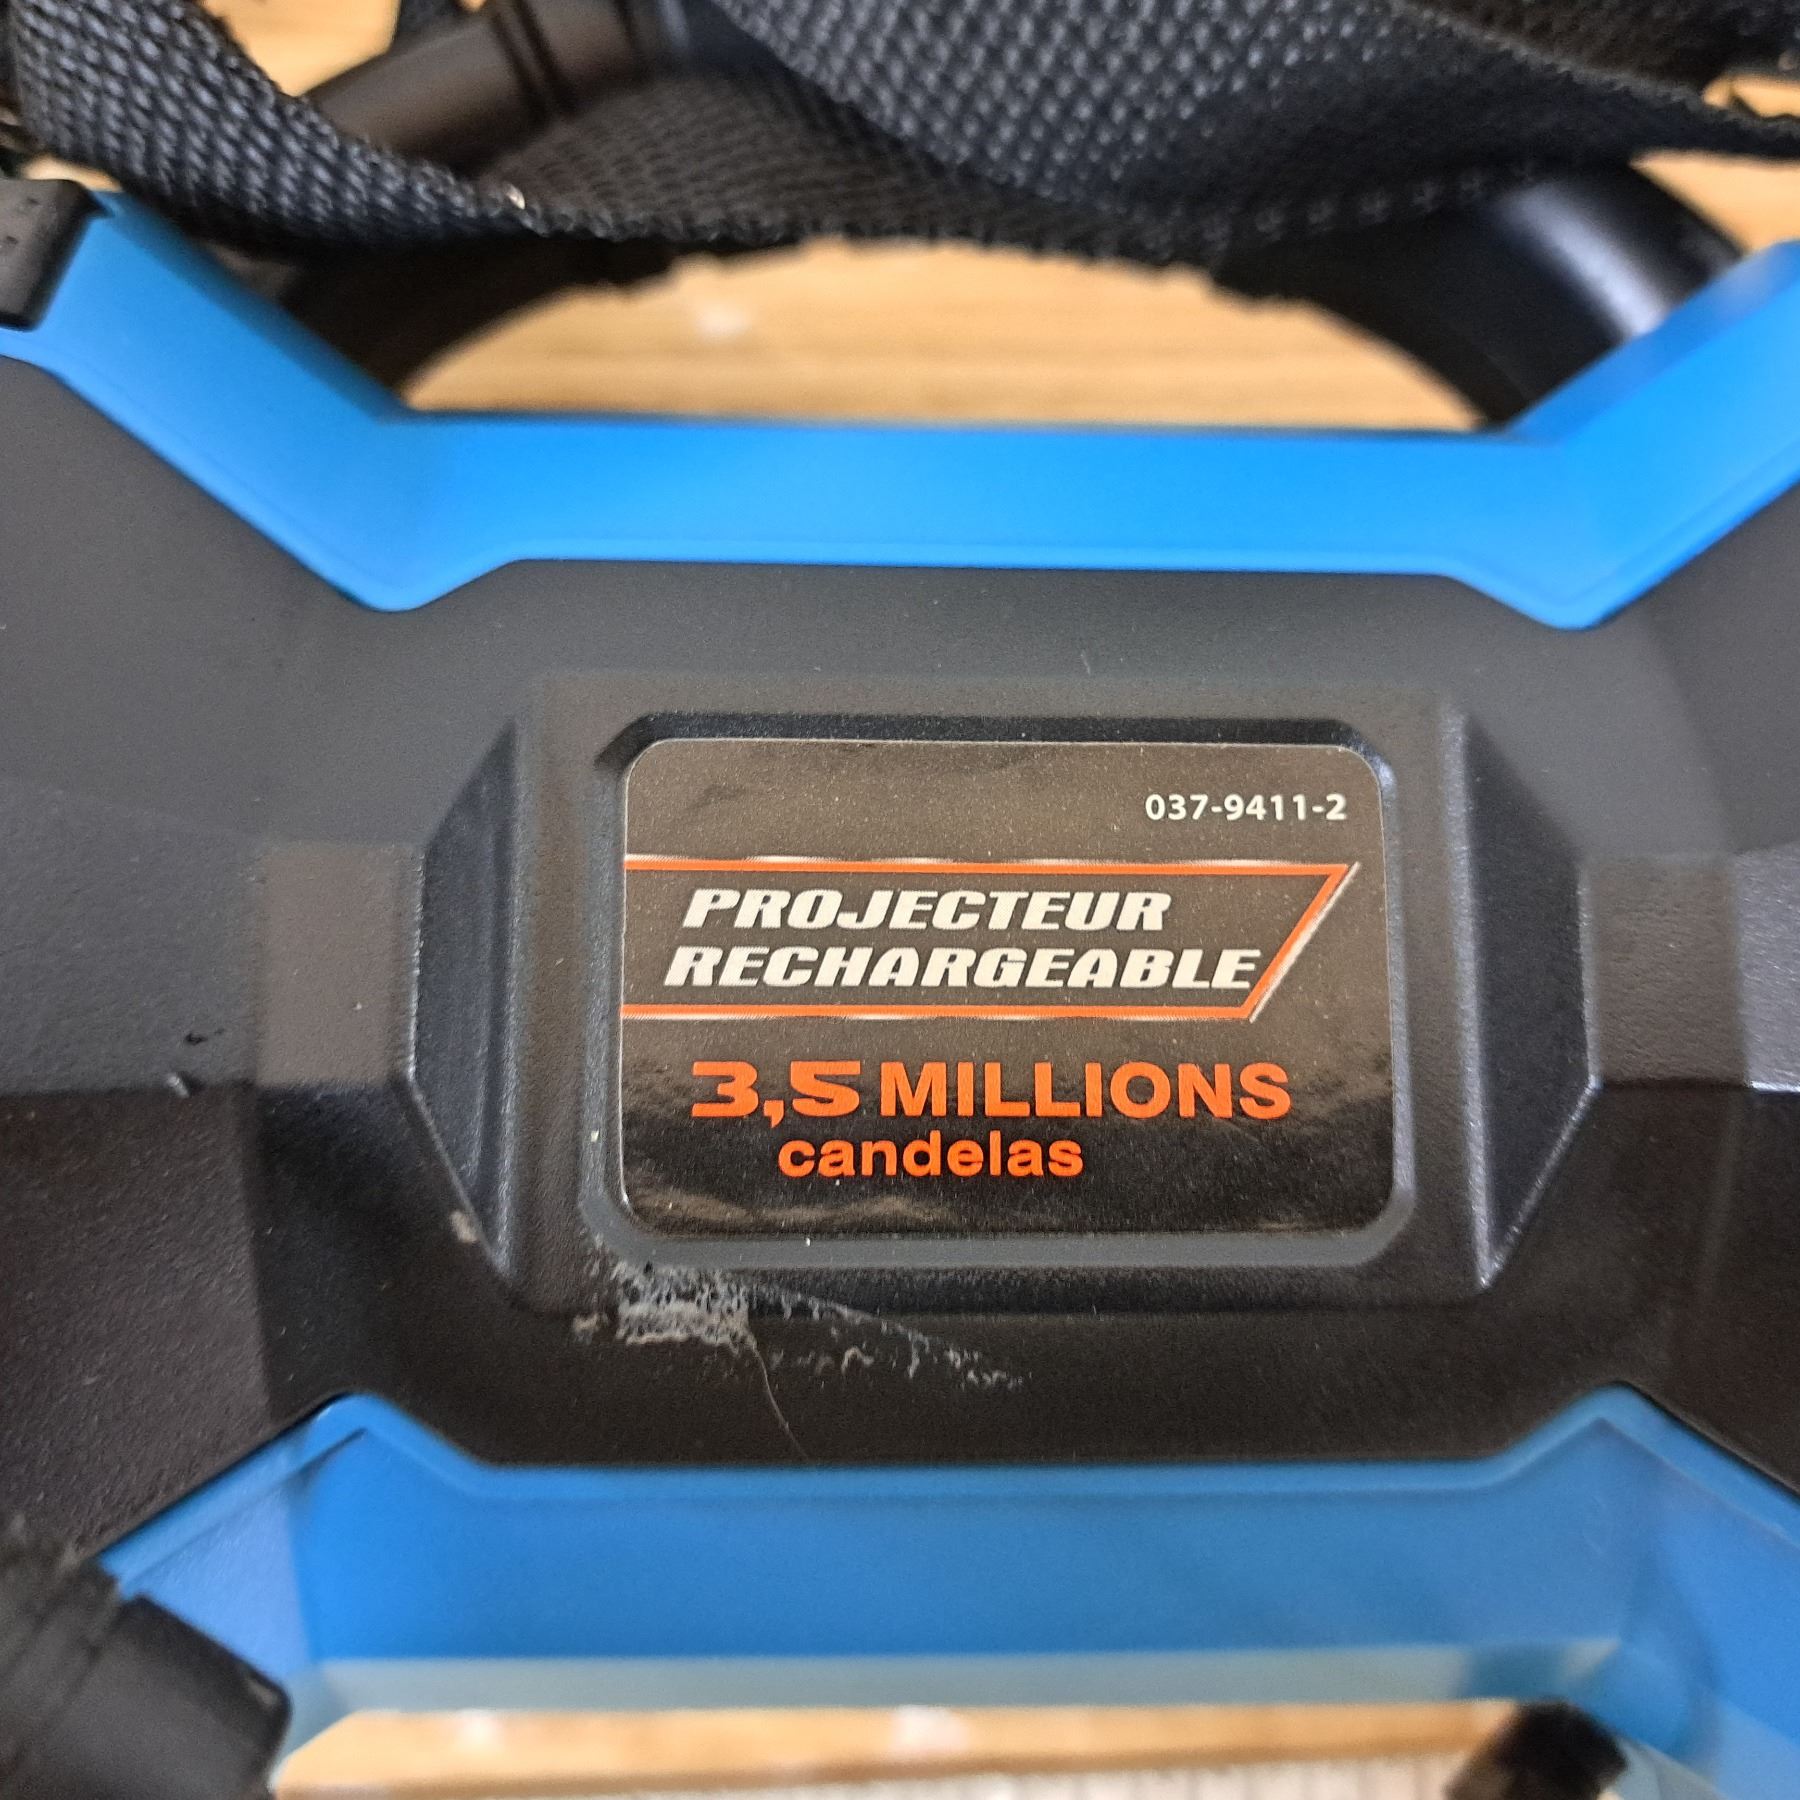 037-9411-2
PROJECTEUR
RECHARGEABLE
3,5 MILLIONS
candelas